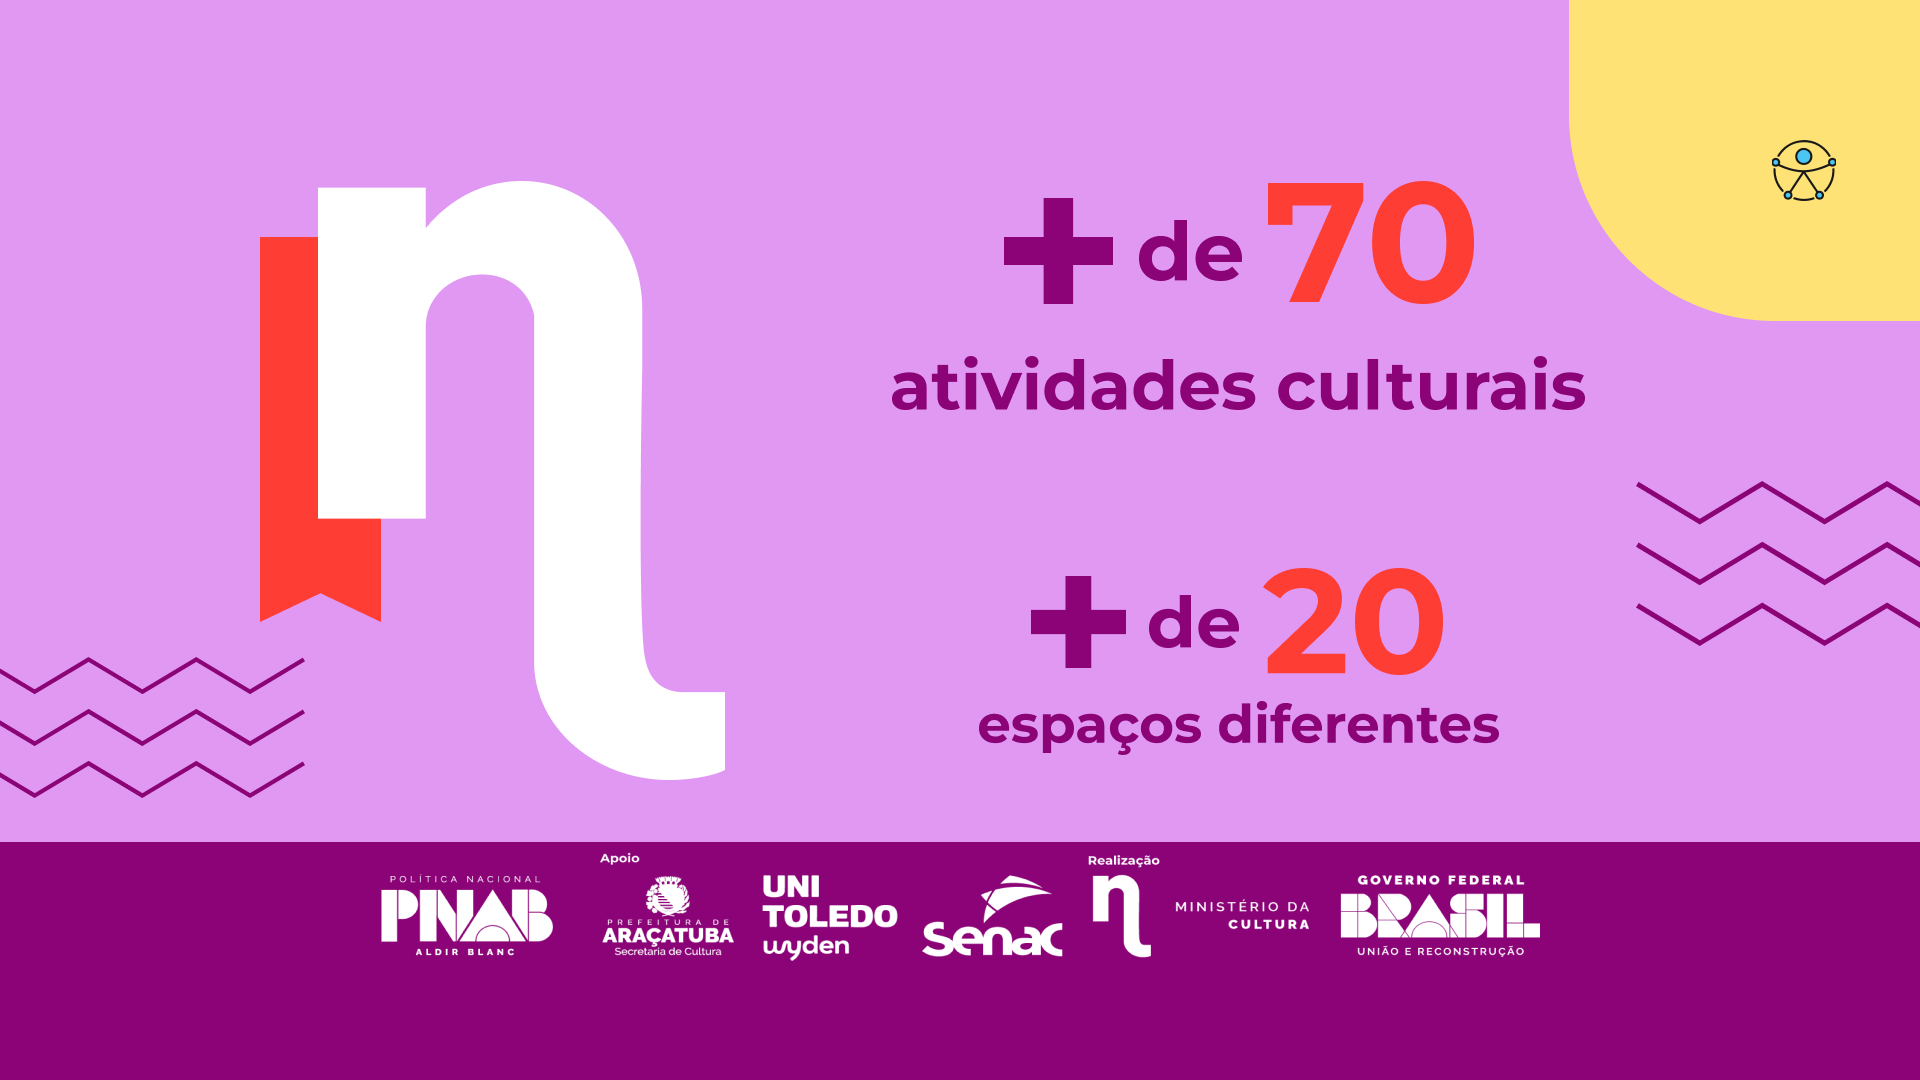 n
+ de 70
atividades culturais
+ de 20
espaços diferentes
POLÍTICA NACIONAL
PNAB
ALDIR BLANC
Apoio
PREFEITURA DE
ARAÇATUBA
Secretaria de Cultura
UNI
TOLEDO
wyden
Senac
Realização
n
MINISTÉRIO DA
CULTURA
GOVERNO FEDERAL
BRASIL
UNIÃO E RECONSTRUÇÃO